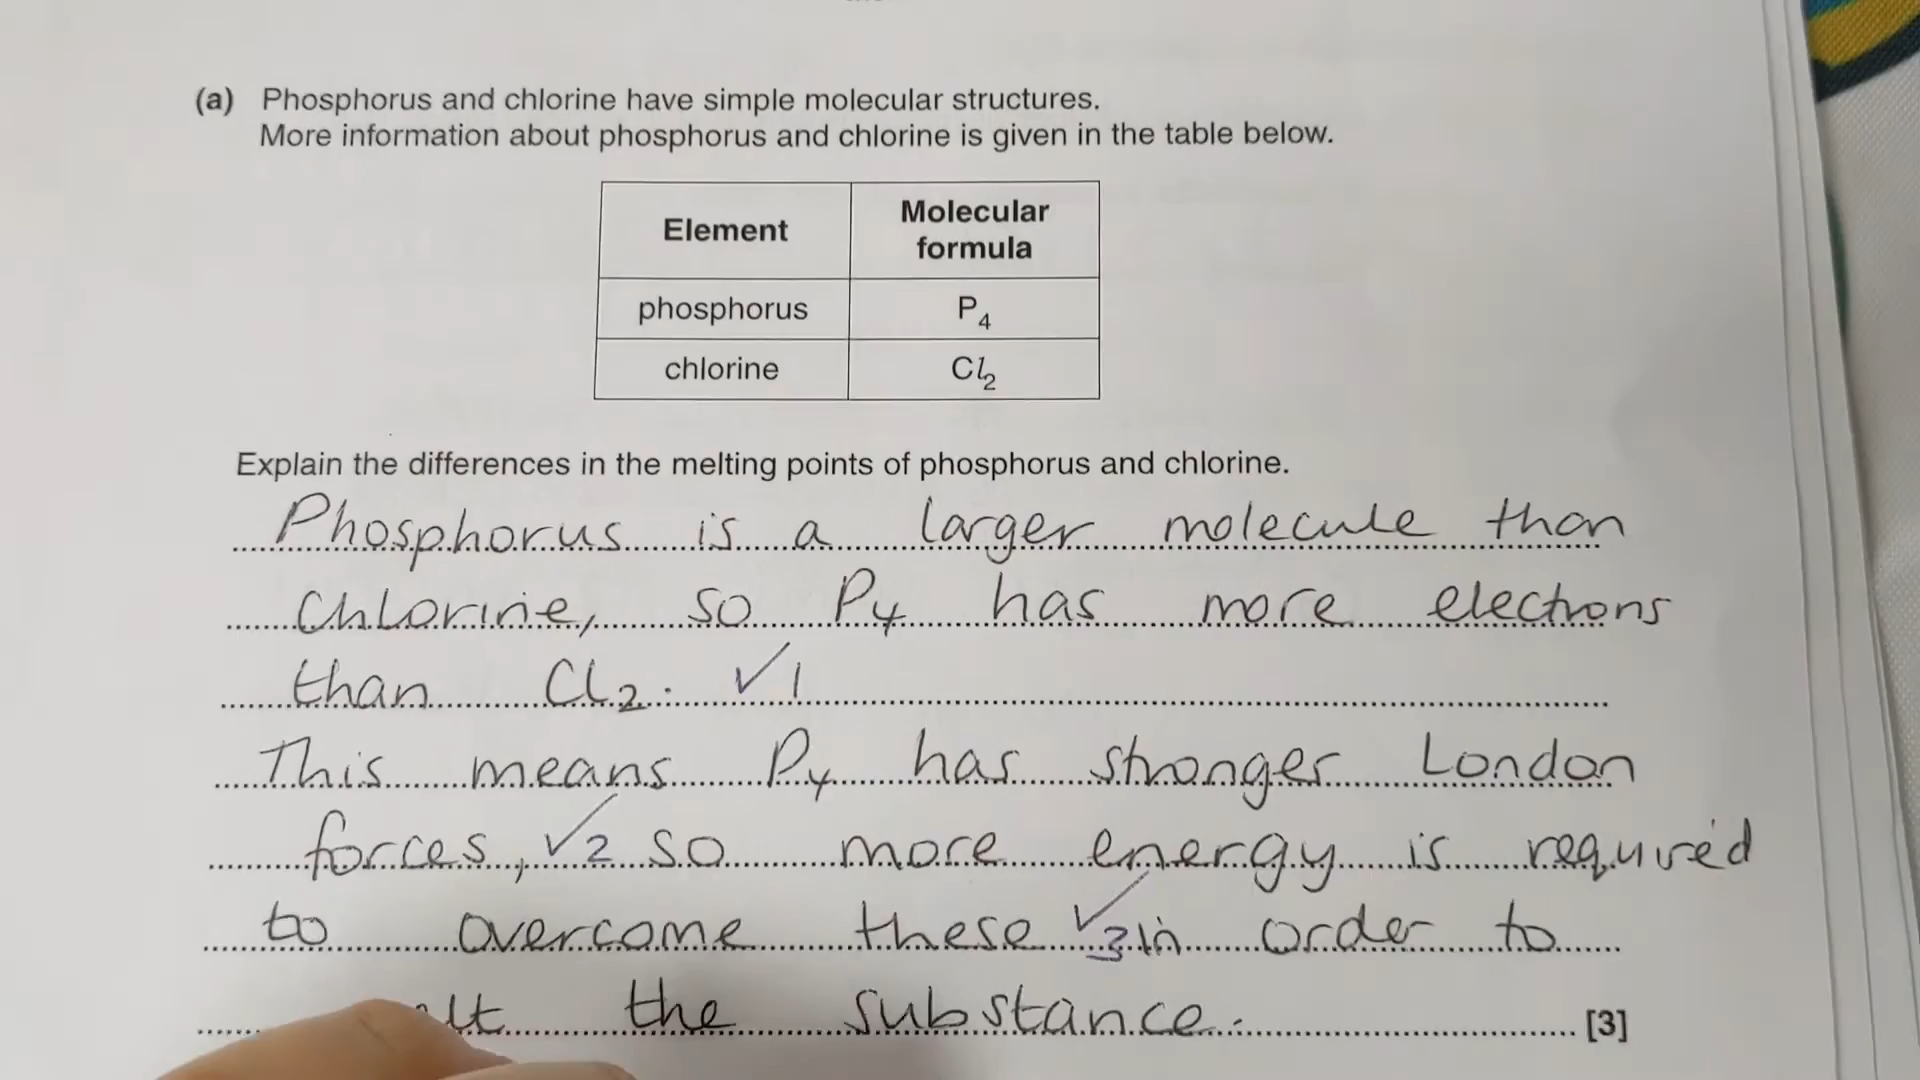 (a) Phosphorus and chlorine have simple molecular structures.
More information about phosphorus and chlorine is given in the table below.
Element Molecular formula
phosphorus P4
chlorine Cl2
Explain the differences in the melting points of phosphorus and chlorine.
Phosphorus is a larger molecule than
Chlorine, so P4 has more electrons
than Cl2. ✓1
This means P4 has stronger London
forces, ✓2 so more energy is required
to overcome these ✓3 in order to
the substance. [3]